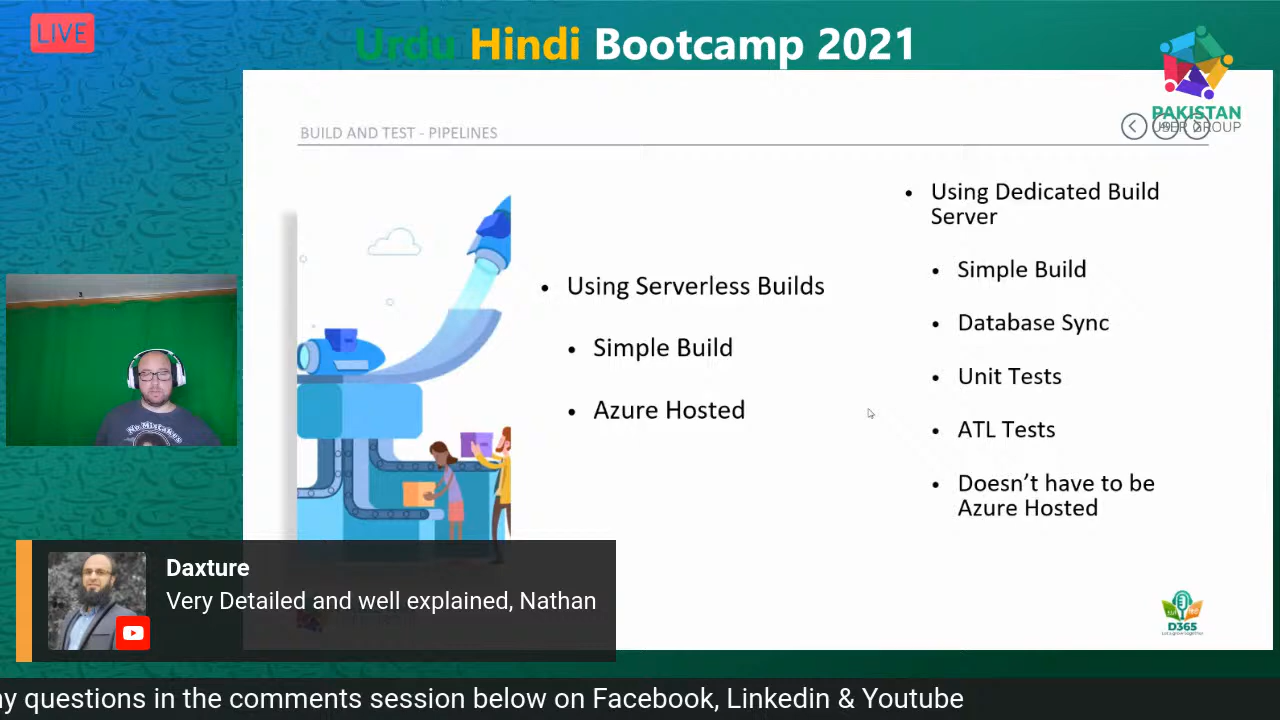 LIVE
Urdu Hindi Bootcamp 2021
PAKISTAN
USER GROUP
BUILD AND TEST - PIPELINES
Using Serverless Builds
Simple Build
Azure Hosted
Using Dedicated Build
Server
Simple Build
Database Sync
Unit Tests
ATL Tests
Doesn't have to be
Azure Hosted
No Mistakes
Daxture
Very Detailed and well explained, Nathan
D365
questions in the comments session below on Facebook, Linkedin & Youtube